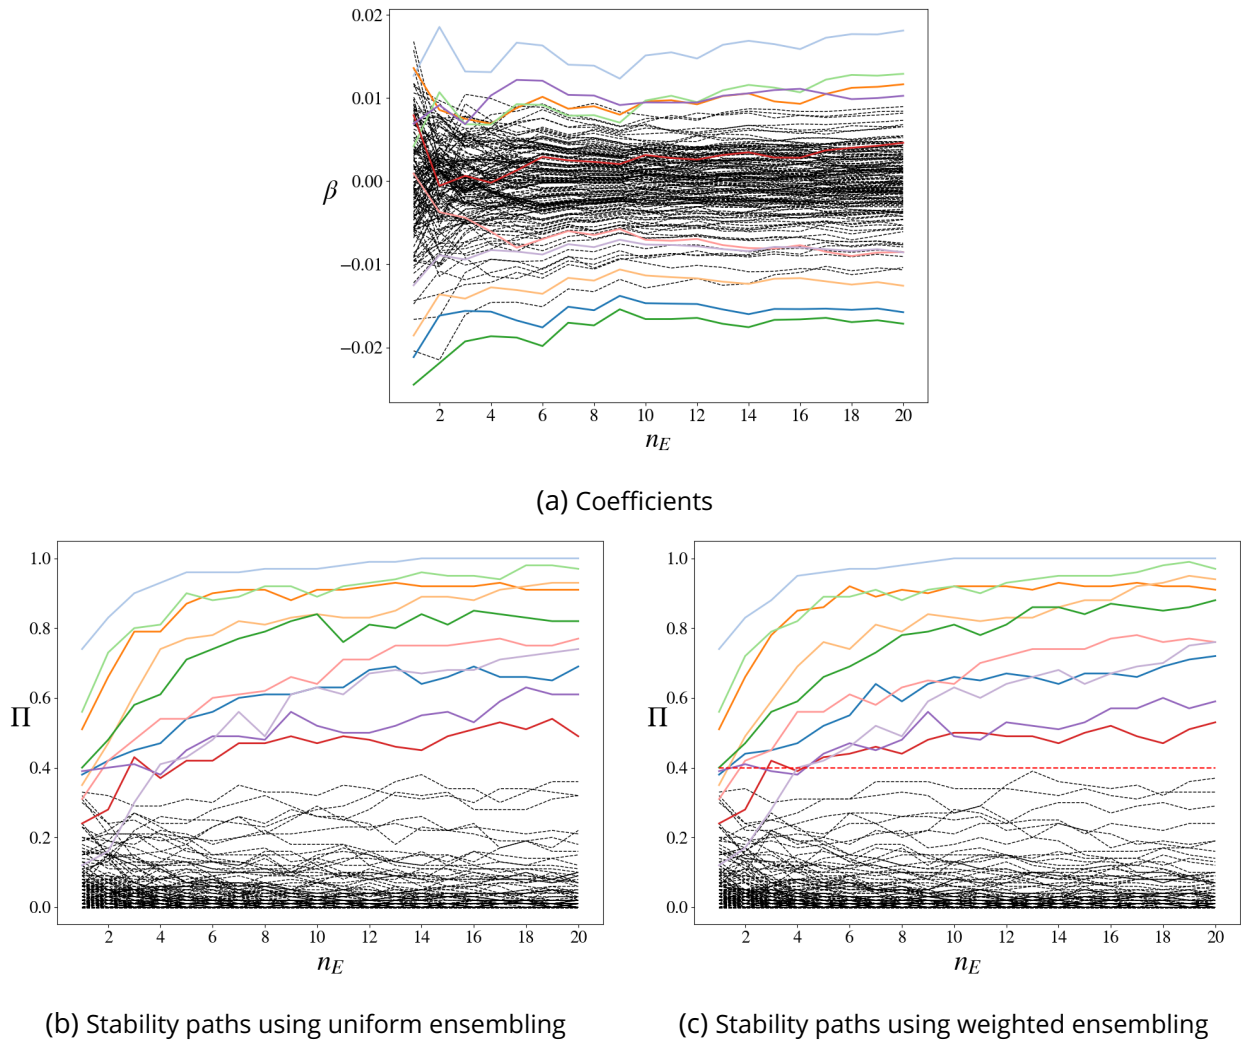 0.02
0.01
0.00
−0.01
−0.02
β
2 4 6 8 10 12 14 16 18 20
n_E
(a) Coefficients
1.0
0.8
0.6
0.4
0.2
0.0
Π
2 4 6 8 10 12 14 16 18 20
n_E
(b) Stability paths using uniform ensembling
1.0
0.8
0.6
0.4
0.2
0.0
Π
2 4 6 8 10 12 14 16 18 20
n_E
(c) Stability paths using weighted ensembling